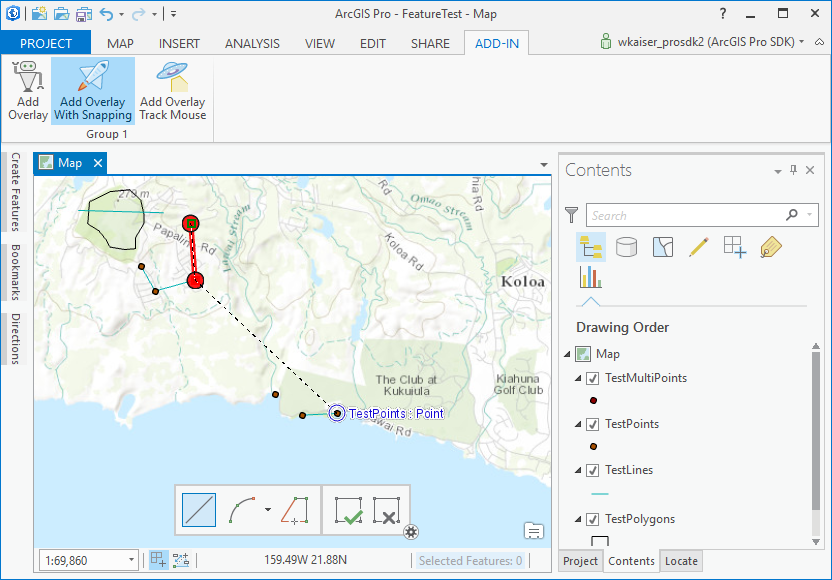 ArcGIS Pro - FeatureTest - Map
?
PROJECT MAP INSERT ANALYSIS VIEW EDIT SHARE ADD-IN
wkaiser_prosdk2 (ArcGIS Pro SDK)
Add Overlay
Add Overlay With Snapping
Add Overlay Track Mouse
Group 1
Create Features
Bookmarks
Directions
Map
279 m
Papalina Rd
Lawai Stream
Rd
Omao Stream
Rd
Koloa Rd
Koloa
The Club at
Kukuiula
Kiahuna
Golf Club
TestPoints : Point
Lawai Rd
1:69,860
159.49W 21.88N
Selected Features: 0
Contents
Search
Drawing Order
Map
TestMultiPoints
TestPoints
TestLines
TestPolygons
Project Contents Locate